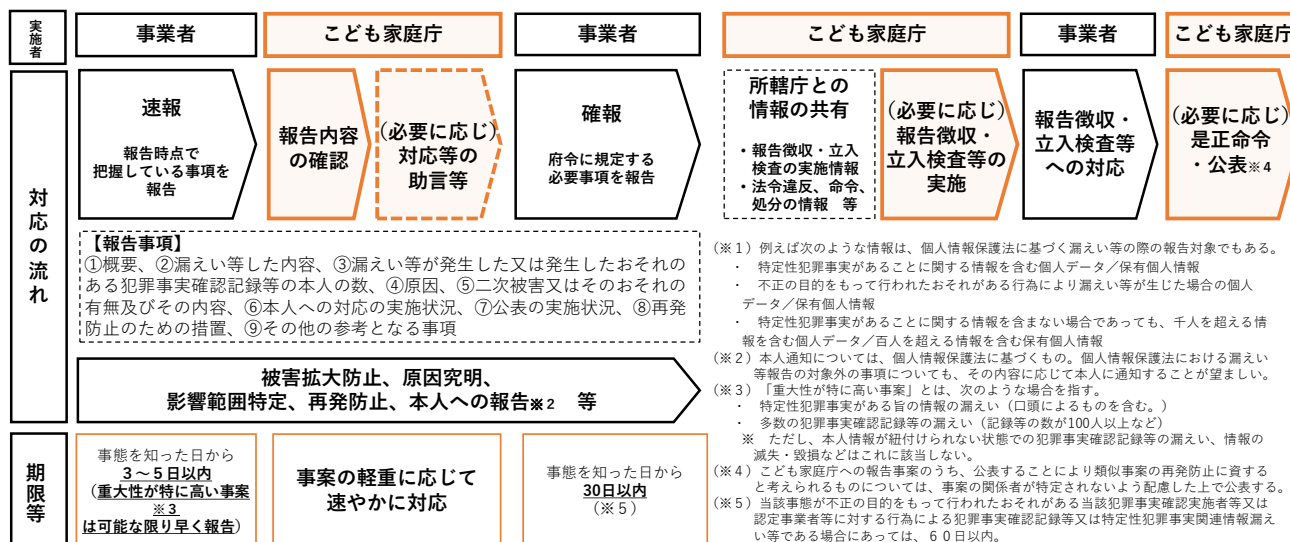 実施者
事業者
こども家庭庁
事業者
こども家庭庁
事業者
こども家庭庁
対応の流れ
速報
報告時点で
把握している事項を
報告
報告内容
の確認
(必要に応じ)
対応等の
助言等
確報
府令に規定する
必要事項を報告
所轄庁との
情報の共有
・報告徴収・立入
検査の実施情報
・法令違反、命令、
処分の情報 等
(必要に応じ)
報告徴収・
立入検査等の
実施
報告徴収・
立入検査等
への対応
(必要に応じ)
是正命令
・公表※4
【報告事項】
①概要、②漏えい等した内容、③漏えい等が発生した又は発生したおそれの
ある犯罪事実確認記録等の本人の数、④原因、⑤二次被害又はそのおそれの
有無及びその内容、⑥本人への対応の実施状況、⑦公表の実施状況、⑧再発
防止のための措置、⑨その他の参考となる事項
被害拡大防止、原因究明、
影響範囲特定、再発防止、本人への報告※2 等
期限等
事態を知った日から
3～5日以内
(重大性が特に高い事案
※3
は可能な限り早く報告)
事案の軽重に応じて
速やかに対応
事態を知った日から
30日以内
(※5)
(※1) 例えば次のような情報は、個人情報保護法に基づく漏えい等の際の報告対象でもある。
・ 特定性犯罪事実があることに関する情報を含む個人データ／保有個人情報
・ 不正の目的をもって行われたおそれがある行為により漏えい等が生じた場合の個人
データ／保有個人情報
・ 特定性犯罪事実があることに関する情報を含まない場合であっても、千人を超える情
報を含む個人データ／百人を超える情報を含む保有個人情報
(※2) 本人通知については、個人情報保護法に基づくもの。個人情報保護法における漏えい
等報告の対象外の事項についても、その内容に応じて本人に通知することが望ましい。
(※3) 「重大性が特に高い事案」とは、次のような場合を指す。
・ 特定性犯罪事実がある旨の情報の漏えい（口頭によるものを含む。）
・ 多数の犯罪事実確認記録等の漏えい（記録等の数が100人以上など）
※ ただし、本人情報が紐付けられない状態での犯罪事実確認記録等の漏えい、情報の
滅失・毀損などはこれに該当しない。
(※4) こども家庭庁への報告事案のうち、公表することにより類似事案の再発防止に資する
と考えられるものについては、事案の関係者が特定されないよう配慮した上で公表する。
(※5) 当該事態が不正の目的をもって行われたおそれがある当該犯罪事実確認実施者等又は
認定事業者等に対する行為による犯罪事実確認記録等又は特定性犯罪事実関連情報漏え
い等である場合にあっては、６０日以内。